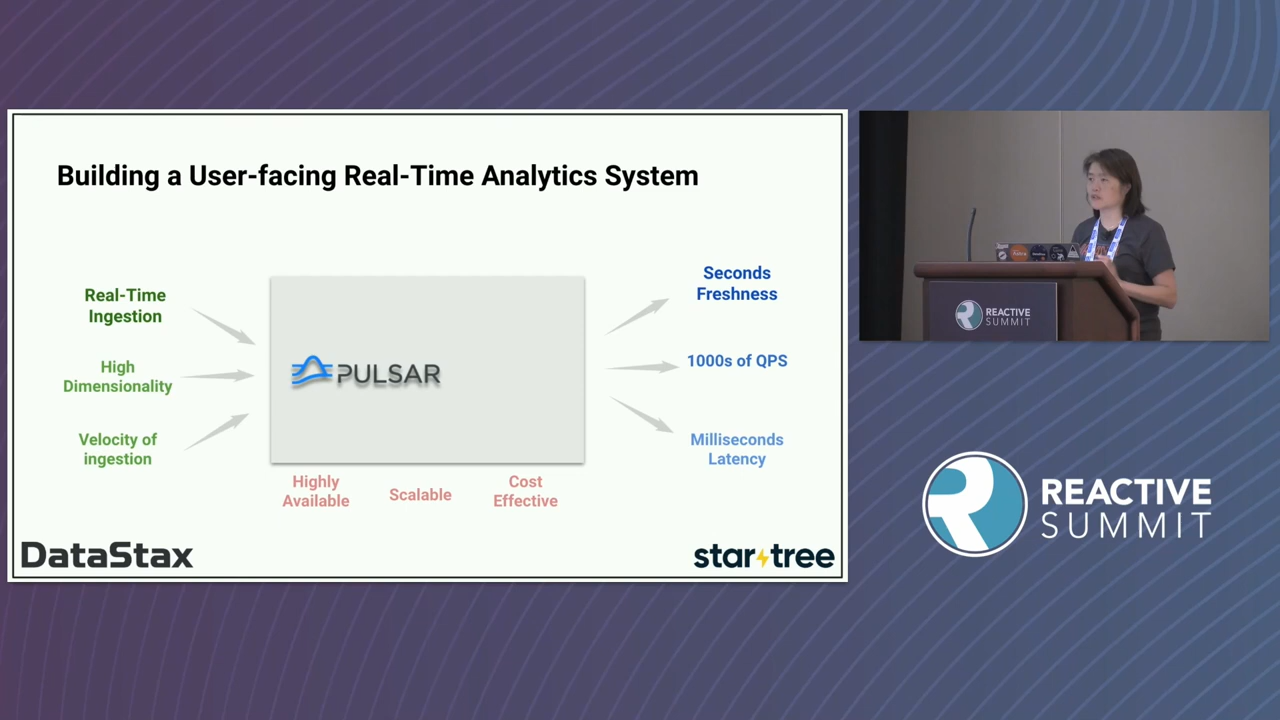 Building a User-facing Real-Time Analytics System
Real-Time
Ingestion
High
Dimensionality
Velocity of
ingestion
PULSAR
Seconds
Freshness
1000s of QPS
Milliseconds
Latency
Highly
Available
Scalable
Cost
Effective
DataStax
star tree
REACTIVE
SUMMIT
REACTIVE
SUMMIT